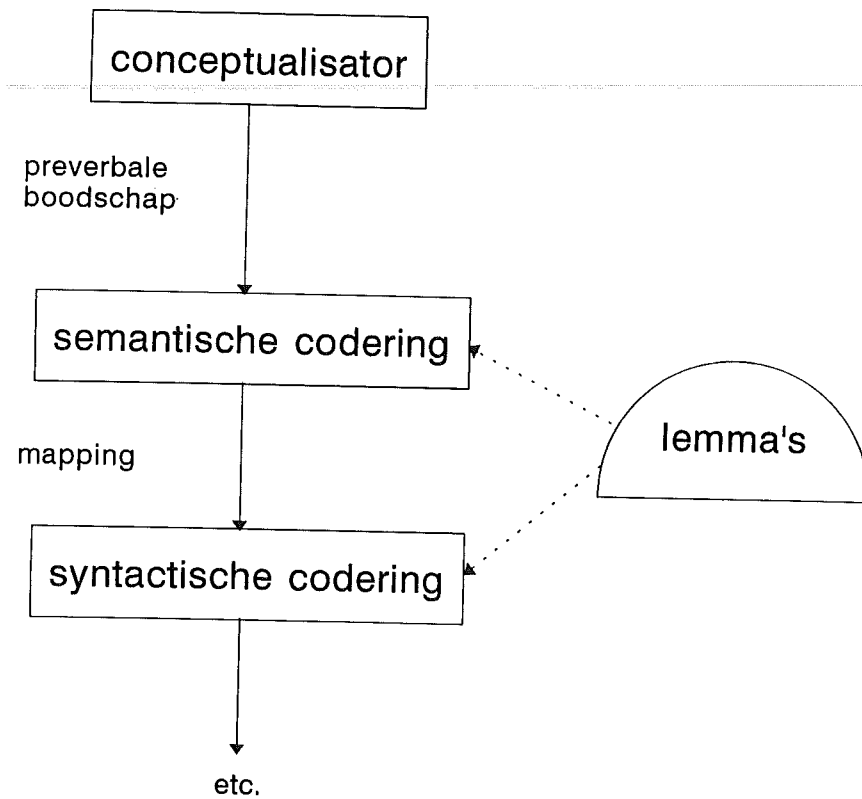 conceptualisator
preverbale
boodschap
semantische codering
lemma's
mapping
syntactische codering
etc.